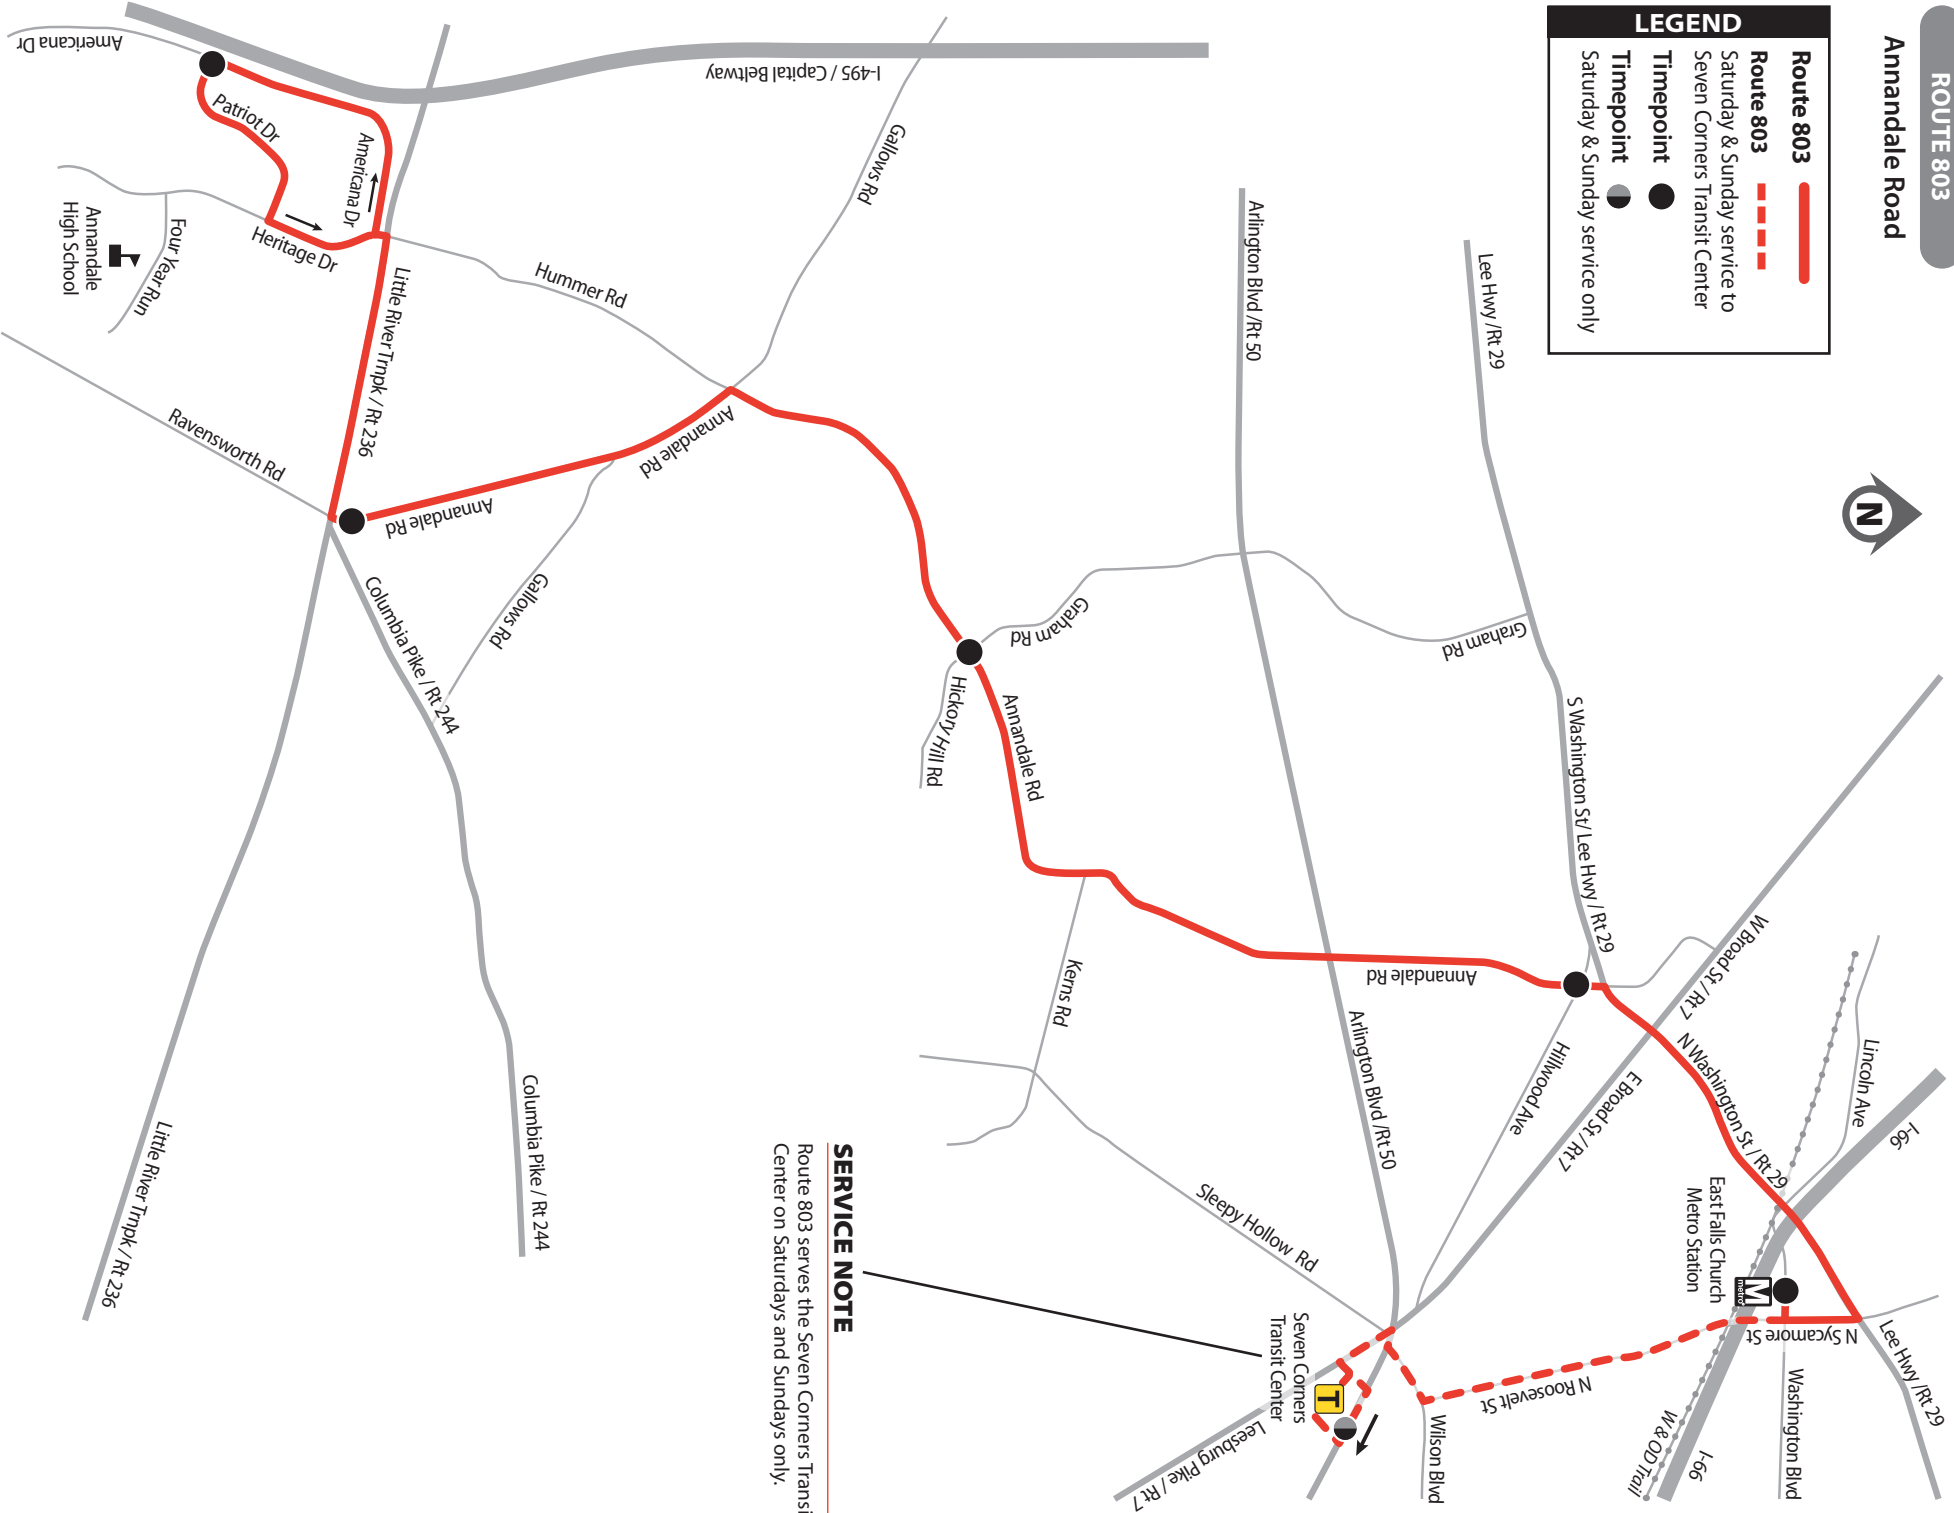 ROUTE 803
Annandale Road
LEGEND
Route 803
Route 803
Saturday & Sunday service to
Seven Corners Transit Center
Timepoint
Timepoint
Saturday & Sunday service only
N
Americana Dr
I-495 / Capital Beltway
Patriot Dr
Americana Dr
Heritage Dr
Four Year Run
Annandale
High School
Gallows Rd
Hummer Rd
Little River Trnpk / Rt 236
Ravensworth Rd
Annandale Rd
Annandale Rd
Gallows Rd
Columbia Pike / Rt 244
Arlington Blvd /Rt 50
Lee Hwy /Rt 29
Graham Rd
Graham Rd
Hickory Hill Rd
Annandale Rd
S Washington St/ Lee Hwy / Rt 29
W Broad St / Rt 7
Annandale Rd
Kerns Rd
Arlington Blvd /Rt 50
Hillwood Ave
E Broad St / Rt 7
N Washington St / Rt 29
Lincoln Ave
I-66
East Falls Church
Metro Station
M
metro
N Sycamore St
Lee Hwy /Rt 29
Washington Blvd
N Roosevelt St
W & OD Trail
I-66
Wilson Blvd
Sleepy Hollow Rd
Seven Corners
Transit Center
T
Leesburg Pike / Rt 7
Columbia Pike / Rt 244
Little River Trnpk / Rt 236
SERVICE NOTE
Route 803 serves the Seven Corners Transi
Center on Saturdays and Sundays only.